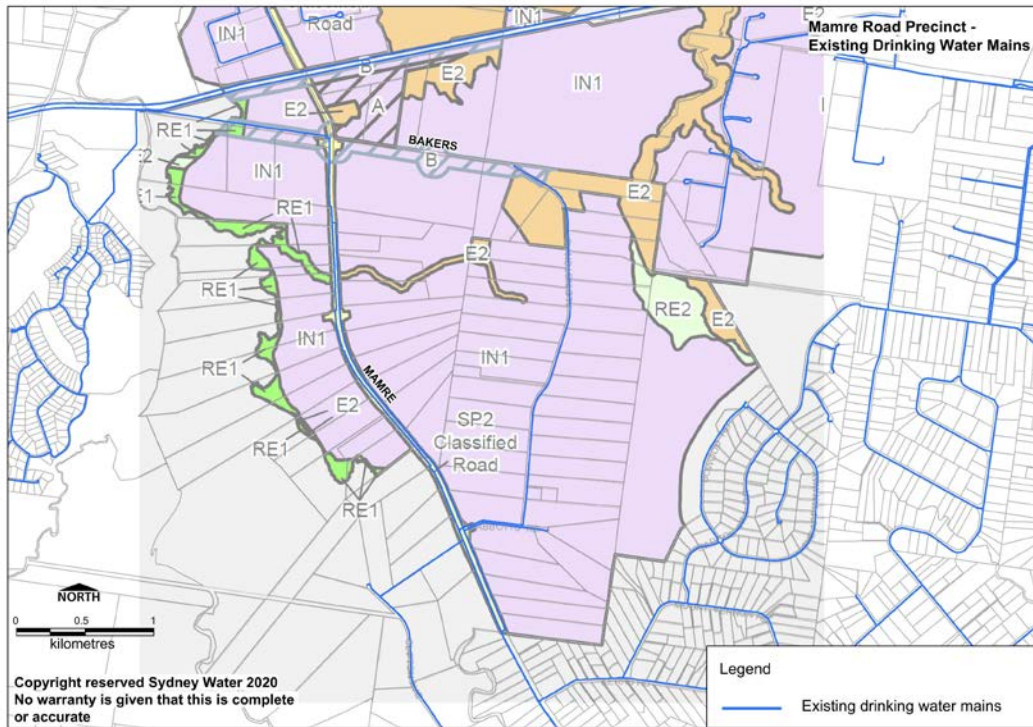 Mamre Road Precinct -
Existing Drinking Water Mains
IN1
Road
IN1
E2
B
E2
E2
A
IN1
RE1
BAKERS
B
IN1
RE1
E2
E2
RE1
RE2
E2
IN1
RE1
IN1
MAMRE
E2
SP2
Classified
Road
RE1
RE1
NORTH
0 0.5 1
kilometres
Copyright reserved Sydney Water 2020
No warranty is given that this is complete
or accurate
Legend
Existing drinking water mains